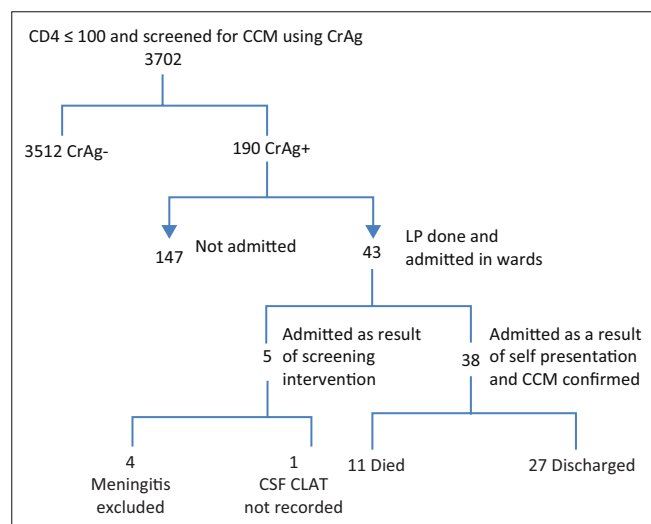 CD4 ≤ 100 and screened for CCM using CrAg
3702
3512 CrAg-
190 CrAg+
147
Not admitted
43
LP done and
admitted in wards
5
Admitted as result
of screening
intervention
38
Admitted as a result
of self presentation
and CCM confirmed
4
Meningitis
excluded
1
CSF CLAT
not recorded
11 Died
27 Discharged